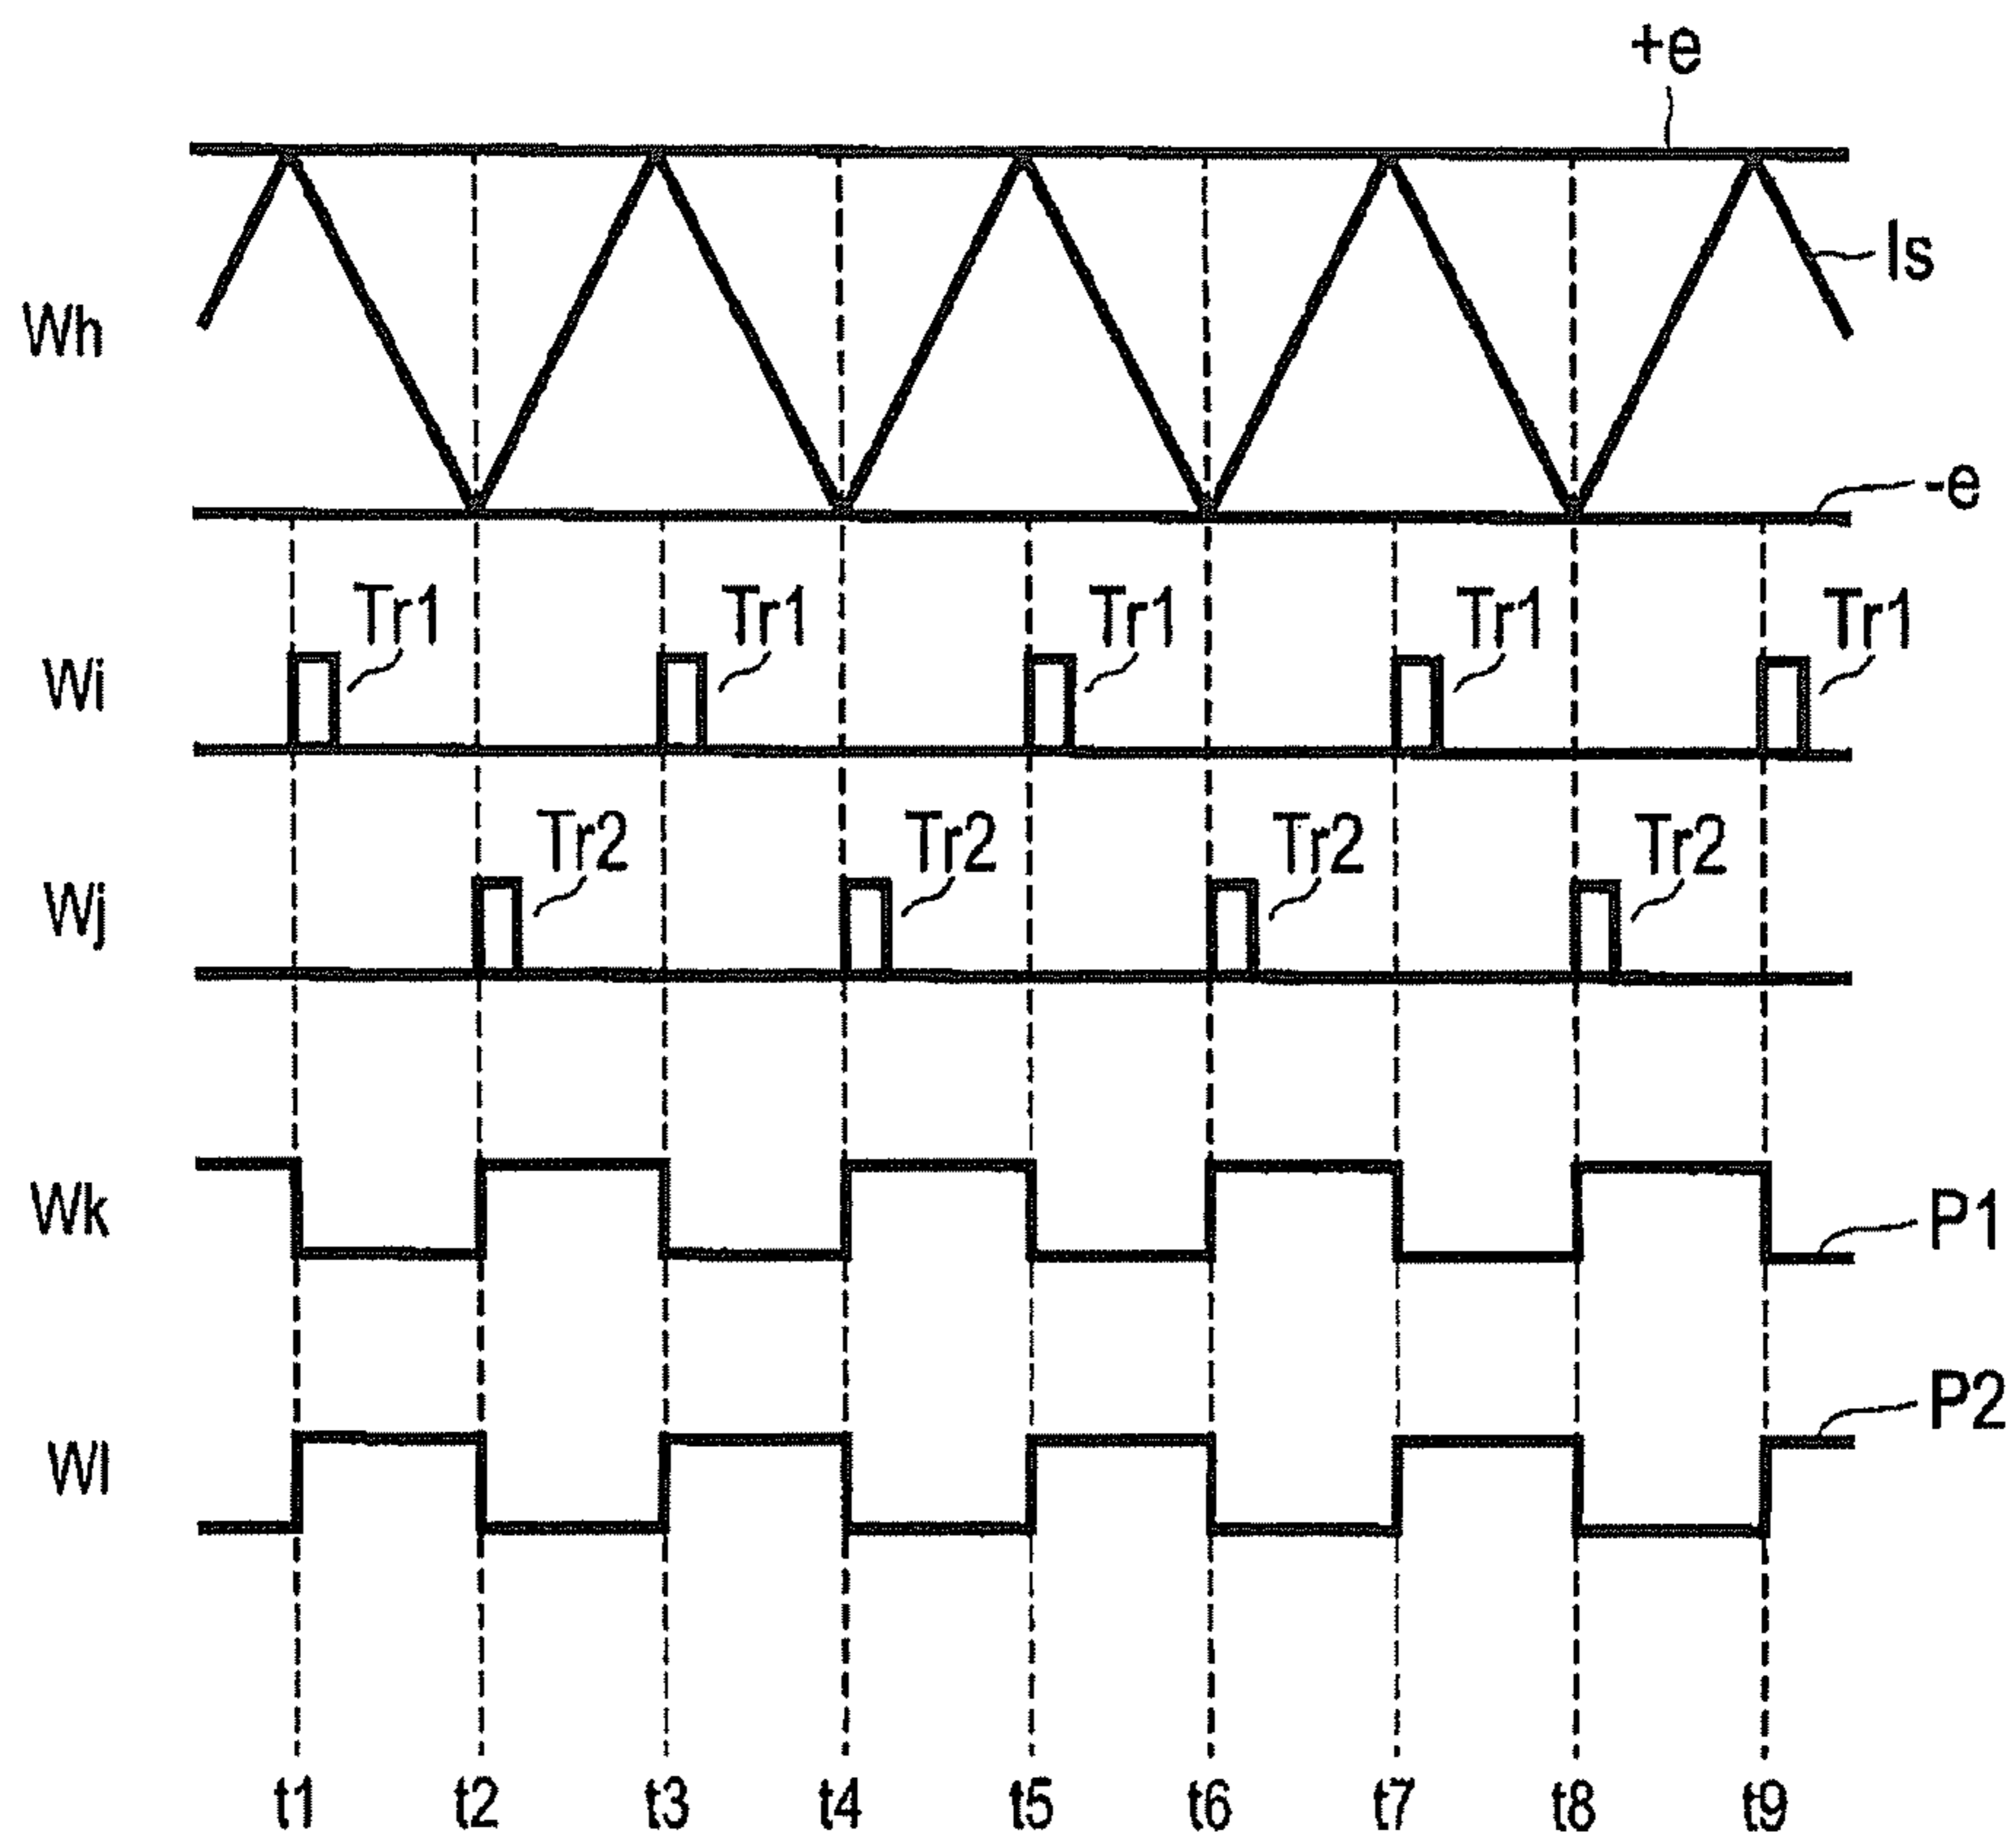 +e
Is
Wh
-e
Tr1 Tr1 Tr1 Tr1 Tr1
Wi
Tr2 Tr2 Tr2 Tr2
Wj
Wk
P1
P2
Wl
t1 t2 t3 t4 t5 t6 t7 t8 t9